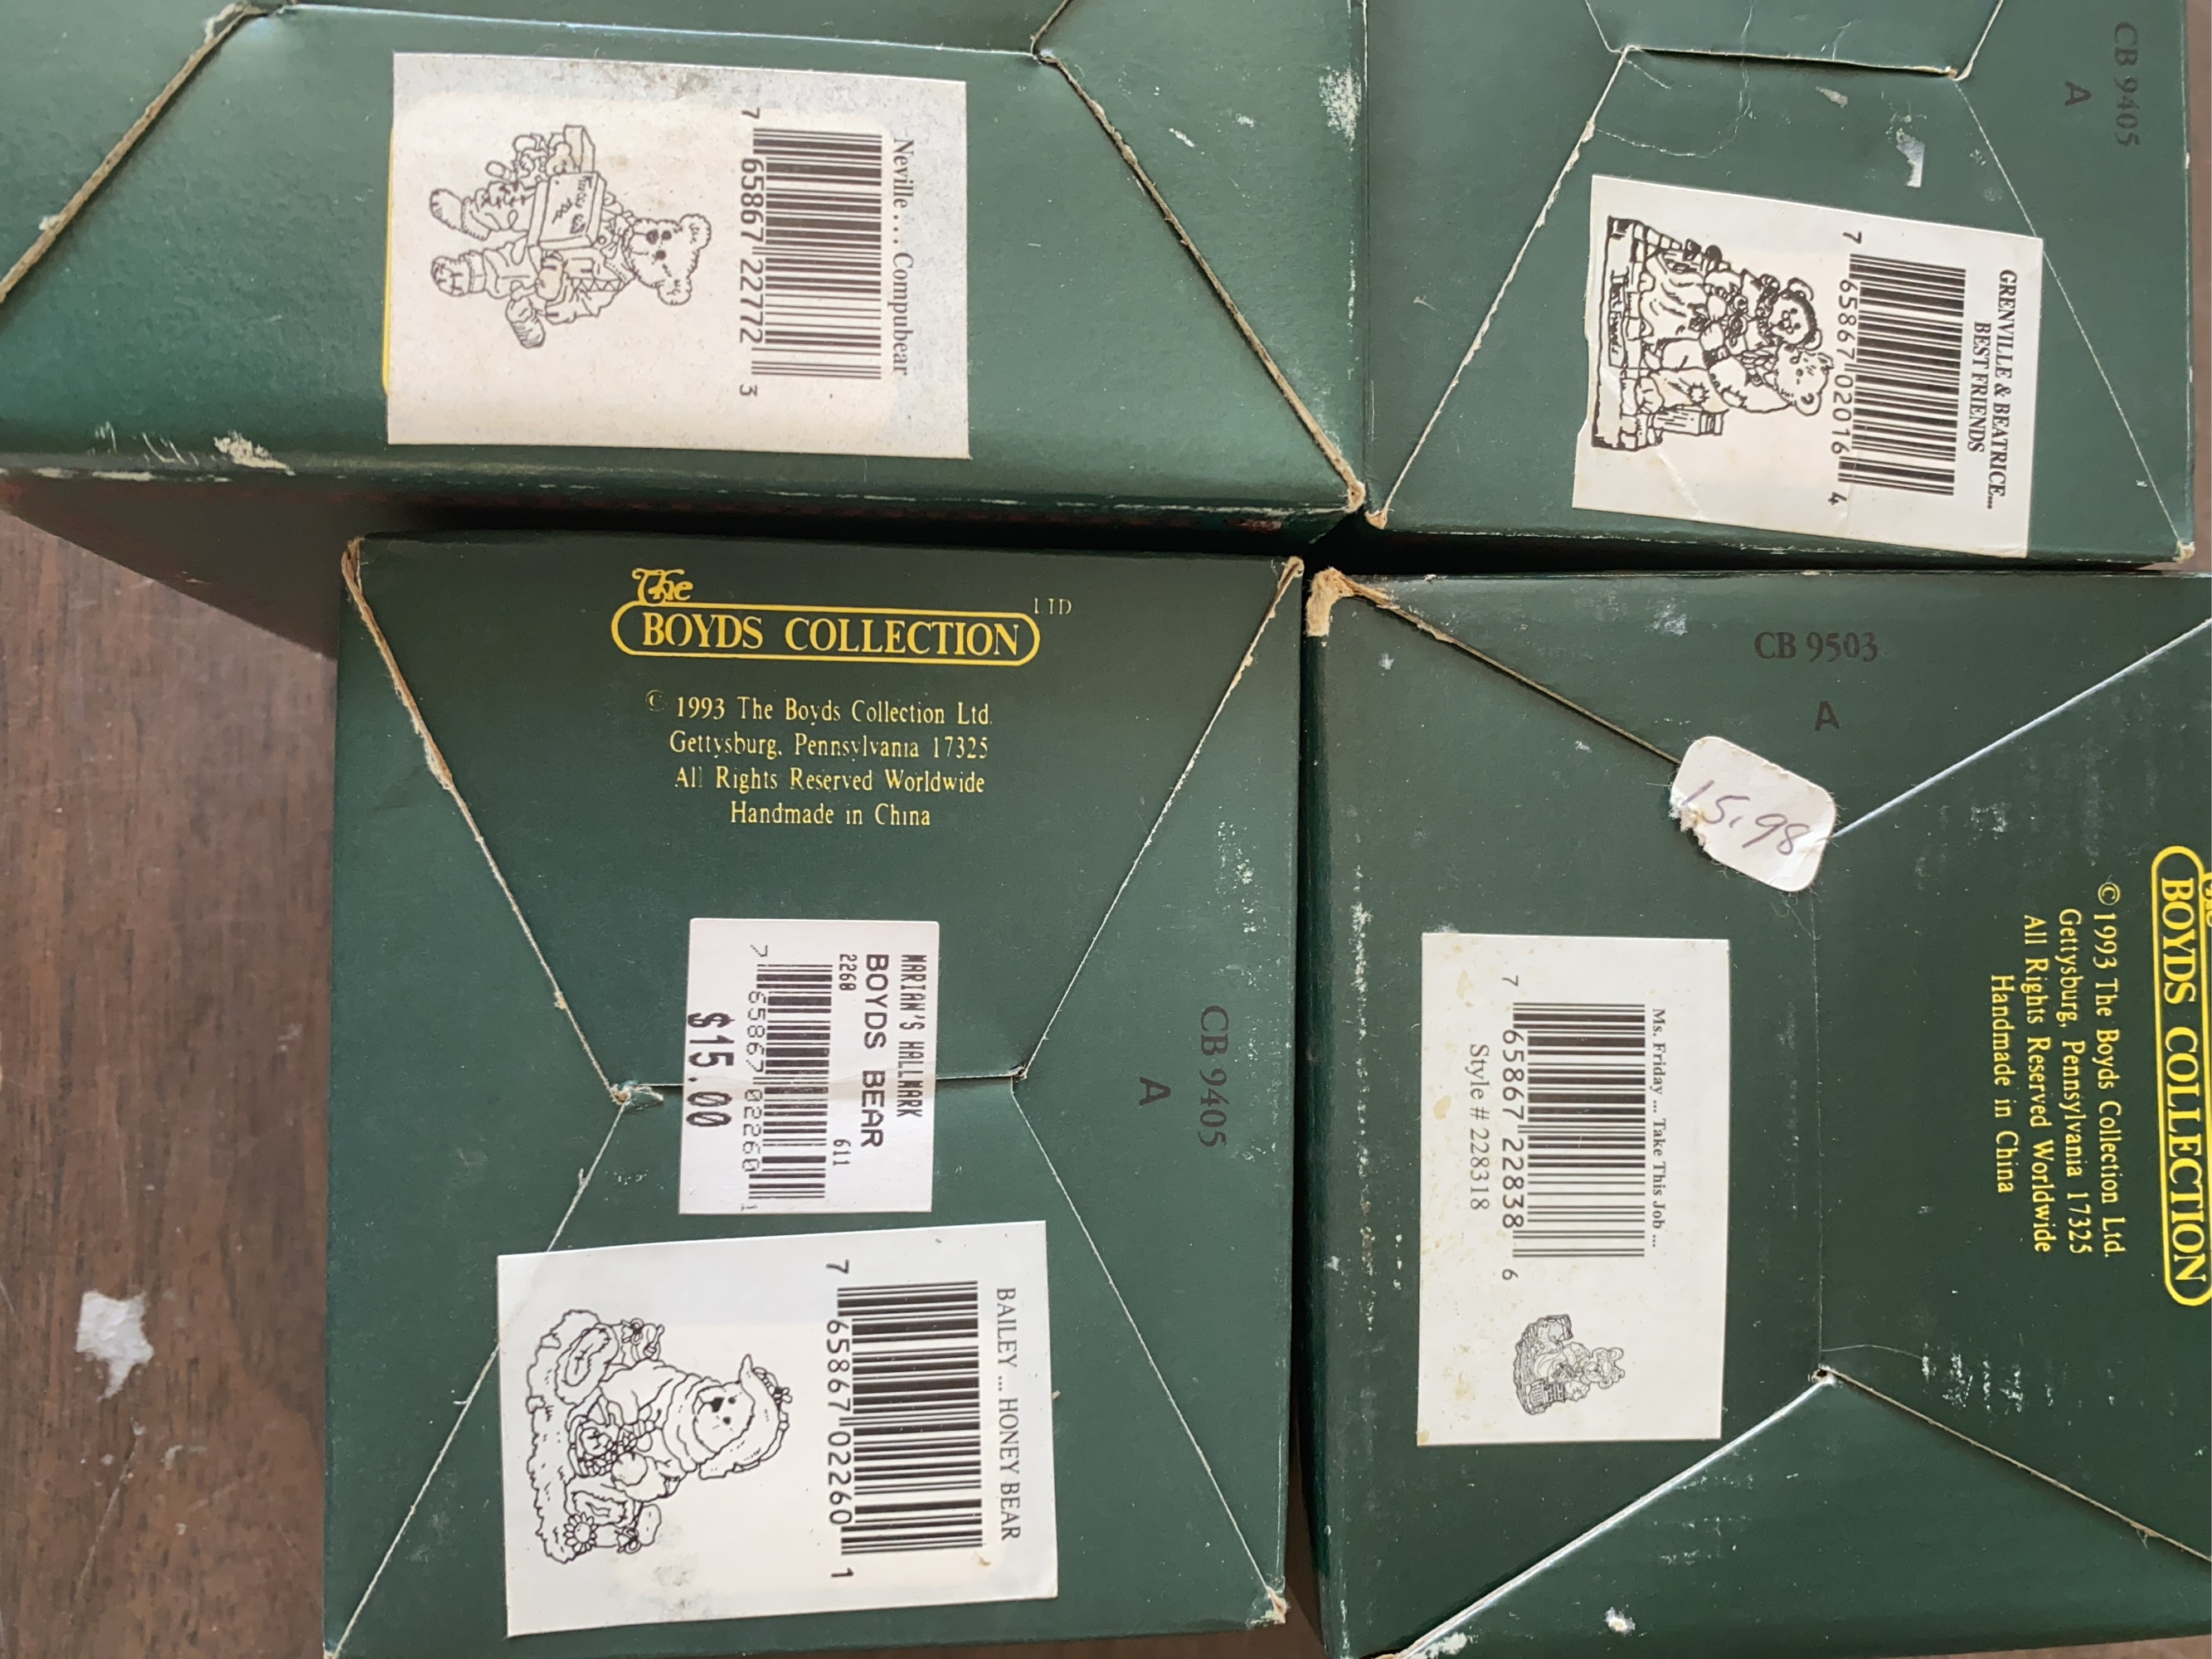 Neville . . . Compubear
7 65867 22772 3
CB 9405
A
GRENVILLE & BEATRICE...
BEST FRIENDS
7 65867 02016 4
Best Friends
The
BOYDS COLLECTION LTD
© 1993 The Boyds Collection Ltd.
Gettysburg, Pennsylvania 17325
All Rights Reserved Worldwide
Handmade in China
CB 9405
A
MARIAN'S HALLMARK
BOYDS BEAR
2260 611
7 65867 02260 1
$15.00
BAILEY ... HONEY BEAR
7 65867 02260 1
CB 9503
A
15.98
BOYDS COLLECTION
© 1993 The Boyds Collection Ltd.
Gettysburg, Pennsylvania 17325
All Rights Reserved Worldwide
Handmade in China
Ms. Friday ... Take This Job ...
7 65867 22838 6
Style # 228318